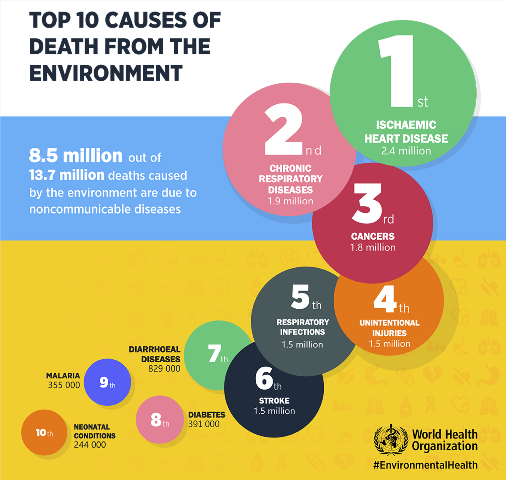 TOP 10 CAUSES OF
DEATH FROM THE
ENVIRONMENT
1st
ISCHAEMIC
HEART DISEASE
2.4 million
2nd
CHRONIC
RESPIRATORY
DISEASES
1.9 million
8.5 million out of
13.7 million deaths caused
by the environment are due to
noncommunicable diseases
3rd
CANCERS
1.8 million
4th
UNINTENTIONAL
INJURIES
1.5 million
5th
RESPIRATORY
INFECTIONS
1.5 million
6th
STROKE
1.5 million
7th
DIARRHOEAL
DISEASES
829 000
8th
DIABETES
391 000
9th
MALARIA
355 000
10th
NEONATAL
CONDITIONS
244 000
World Health
Organization
#EnvironmentalHealth